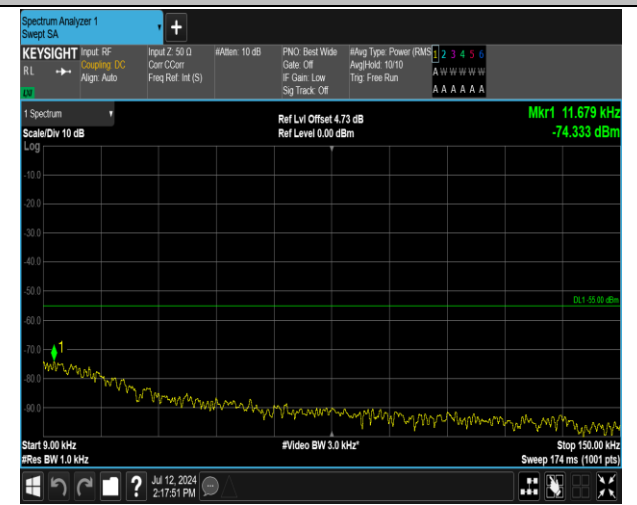 Spectrum Analyzer 1
Swept SA
+
KEYSIGHT Input: RF Input Z: 50 Ω #Atten: 10 dB PNO: Best Wide #Avg Type: Power (RMS 1 2 3 4 5 6
RL Coupling: DC Corr CCorr Gate: Off Avg|Hold: 10/10 A W W W W W
Align: Auto Freq Ref: Int (S) IF Gain: Low Trig: Free Run
LW Sig Track: Off A A A A A A
1 Spectrum Ref Lvl Offset 4.73 dB Mkr1 11.679 kHz
Scale/Div 10 dB Ref Level 0.00 dBm -74.333 dBm
Log
-10.0
-20.0
-30.0
-40.0
-50.0
DL1 -55.00 dBm
-60.0
-70.0
1
-80.0
-90.0
Start 9.00 kHz #Video BW 3.0 kHz* Stop 150.00 kHz
#Res BW 1.0 kHz Sweep 174 ms (1001 pts)
? Jul 12, 2024
2:17:51 PM